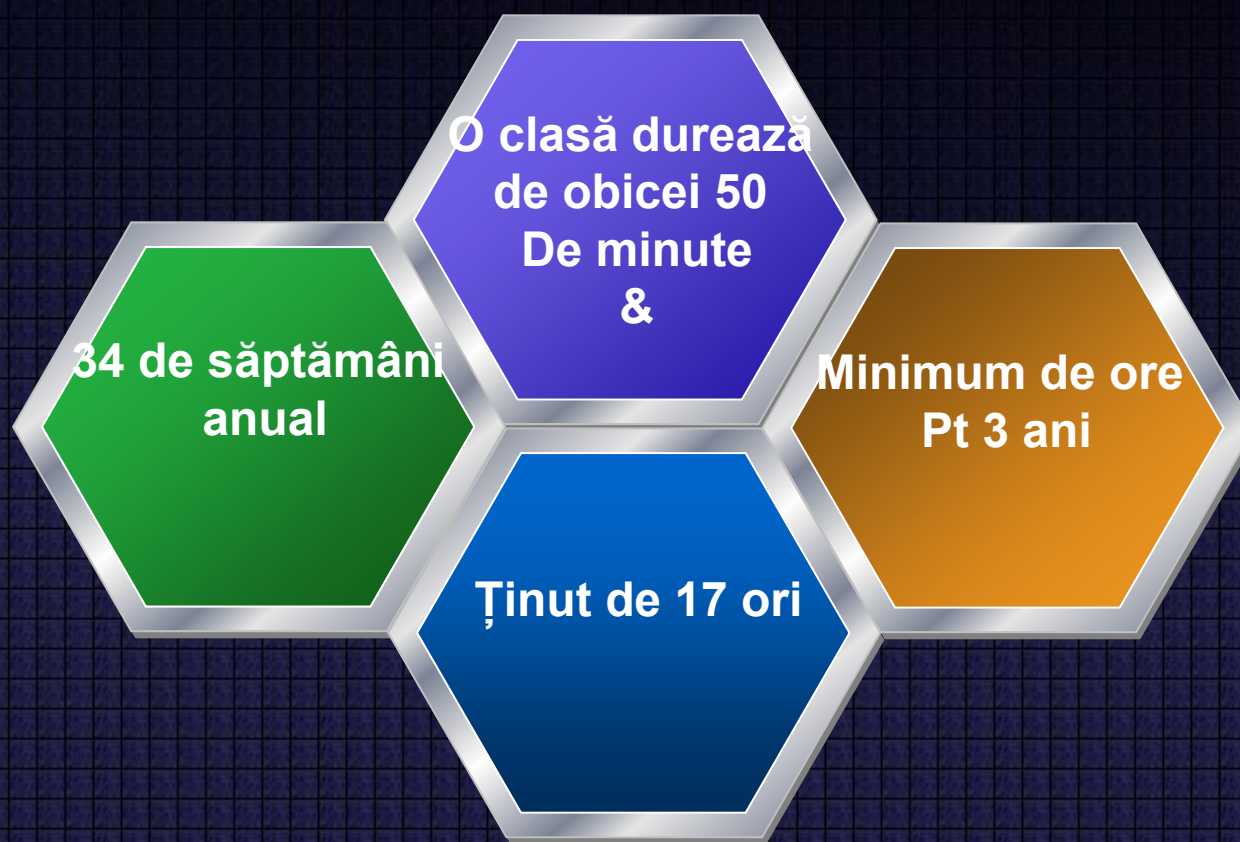 O clasă durează
de obicei 50
De minute
&
34 de săptămâni
anual
Minimum de ore
Pt 3 ani
Ținut de 17 ori